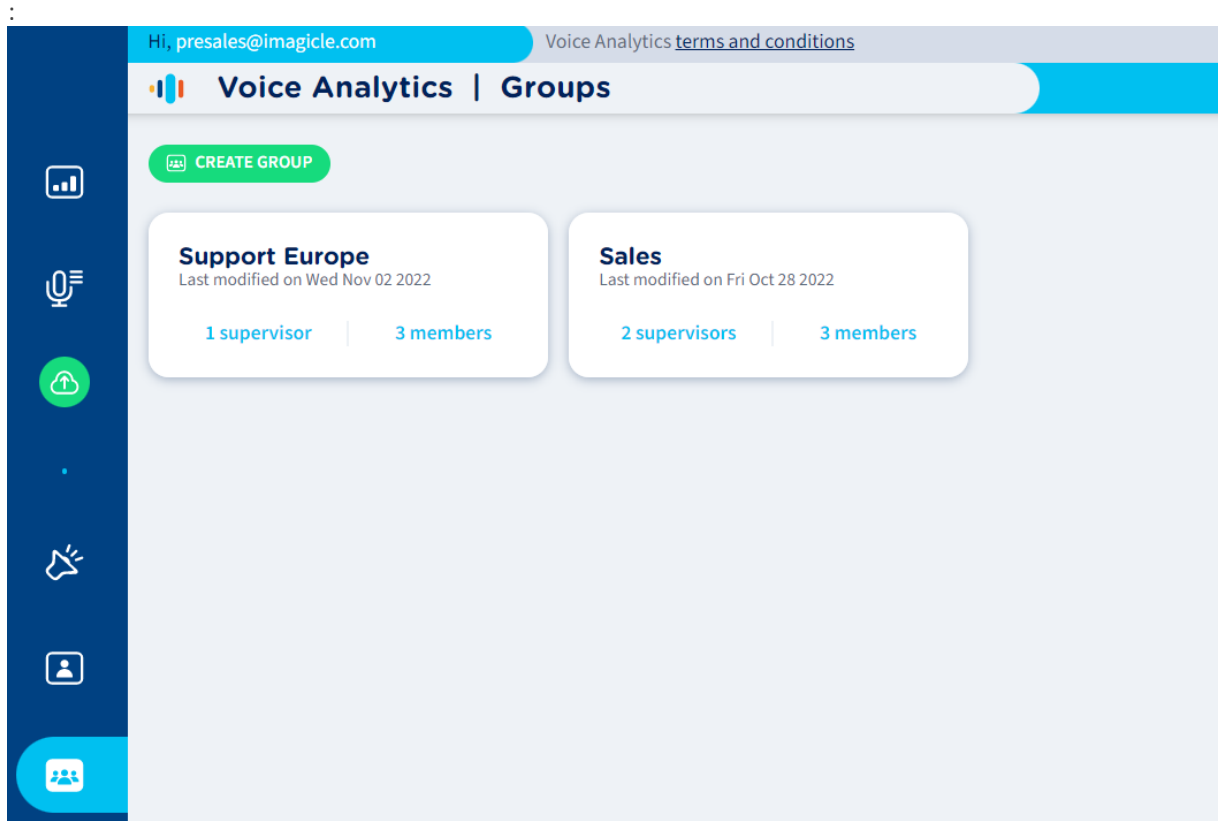 :
Hi, presales@imagicle.com
Voice Analytics terms and conditions
Voice Analytics | Groups
CREATE GROUP
Support Europe
Last modified on Wed Nov 02 2022
1 supervisor
3 members
Sales
Last modified on Fri Oct 28 2022
2 supervisors
3 members